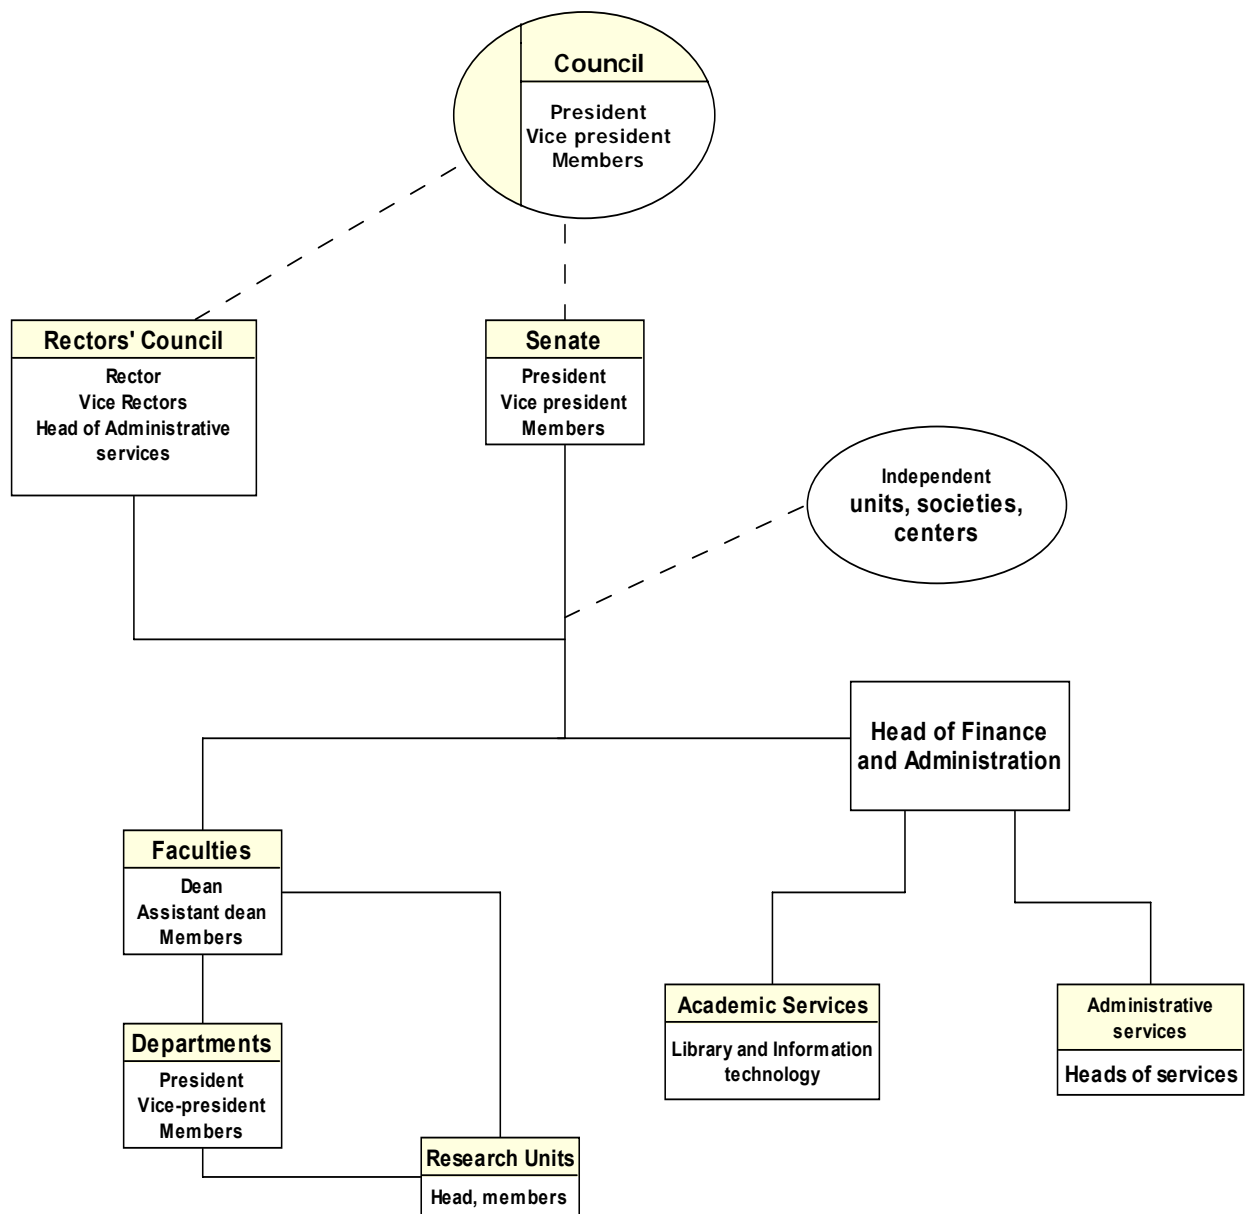 Council
President
Vice president
Members
Rectors' Council
Rector
Vice Rectors
Head of Administrative
services
Senate
President
Vice president
Members
Independent
units, societies,
centers
Head of Finance
and Administration
Faculties
Dean
Assistant dean
Members
Academic Services
Library and Information
technology
Administrative
services
Heads of services
Departments
President
Vice-president
Members
Research Units
Head, members